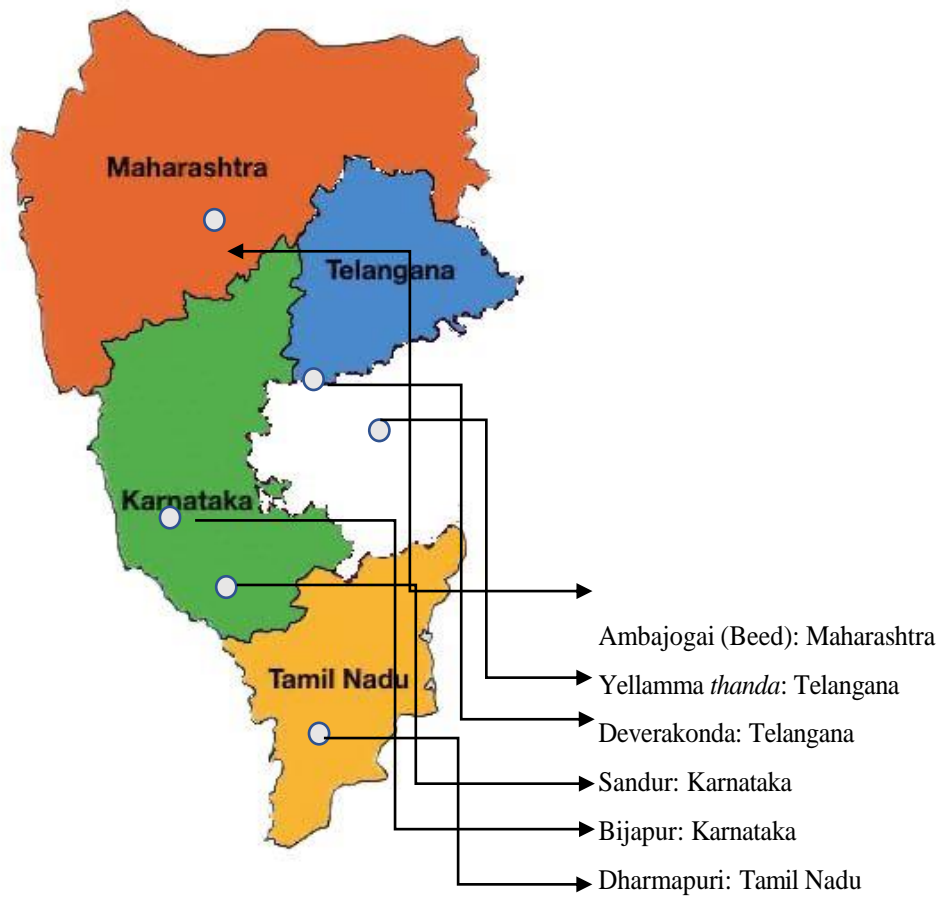 Maharashtra
Telangana
Karnataka
Tamil Nadu
Ambajogai (Beed): Maharashtra
Yellamma thanda: Telangana
Deverakonda: Telangana
Sandur: Karnataka
Bijapur: Karnataka
Dharmapuri: Tamil Nadu